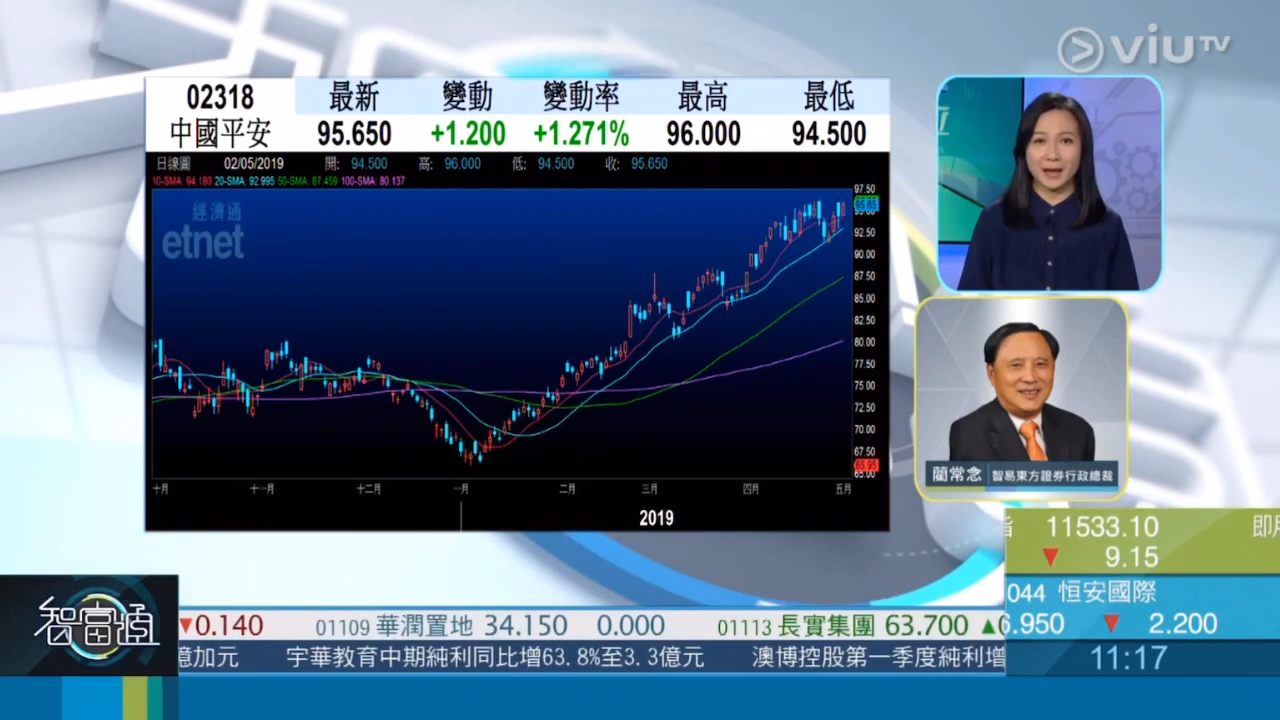 viuTV
02318 最新 變動 變動率 最高 最低
中國平安 95.650 +1.200 +1.271% 96.000 94.500
日線圖 02/05/2019 開: 94.500 高: 96.000 低: 94.500 收: 95.650
10-SMA: 94.180 20-SMA: 92.995 50-SMA: 87.459 100-SMA: 80.137
經濟通
etnet
97.50
95.65
95.00
92.50
90.00
87.50
85.00
82.50
80.00
77.50
75.00
72.50
70.00
67.50
65.95
65.00
十月 十一月 十二月 一月 二月 三月 四月 五月
2019
藺常念 智易東方證券行政總裁
指 11533.10
▼ 9.15
044 恒安國際
6.950 ▼ 2.200
11:17
智富通
▼0.140 01109 華潤置地 34.150 0.000 01113 長實集團 63.700 ▲
億加元 宇華教育中期純利同比增63.8%至3.3億元 澳博控股第一季度純利增